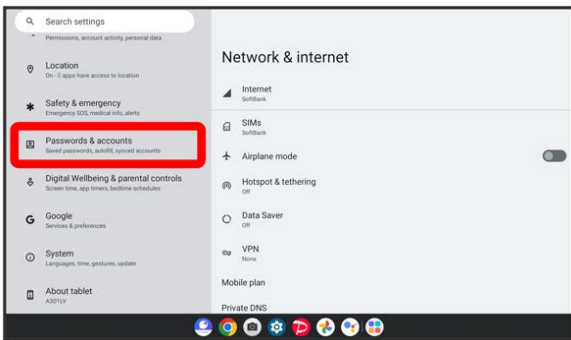 Search settings
Permissions, account activity, personal data
Location
On - 0 apps have access to location
Safety & emergency
Emergency SOS, medical info, alerts
Passwords & accounts
Saved passwords, autofill, synced accounts
Digital Wellbeing & parental controls
Screen time, app timers, bedtime schedules
Google
Services & preferences
System
Languages, time, gestures, update
About tablet
A301LV
Network & internet
Internet
SoftBank
SIMs
SoftBank
Airplane mode
Hotspot & tethering
Off
Data Saver
Off
VPN
None
Mobile plan
Private DNS